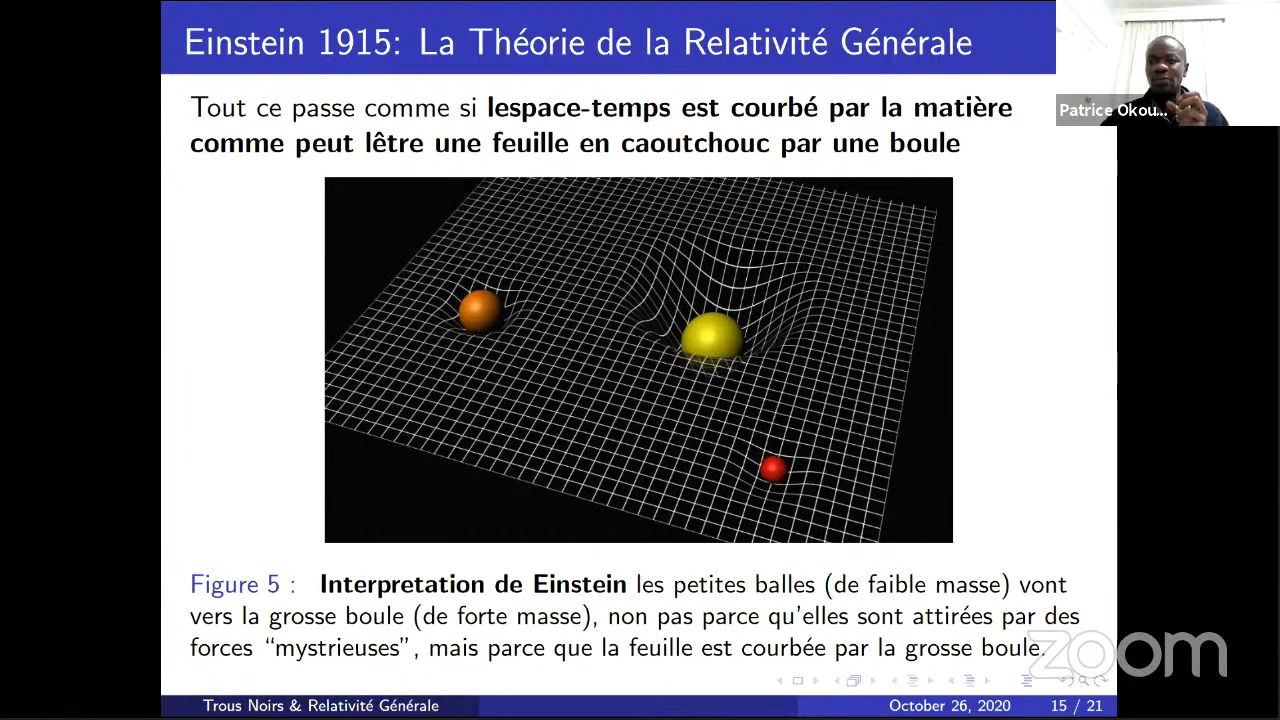 Einstein 1915: La Théorie de la Relativité Générale
Patrice Okou...
Tout ce passe comme si lespace-temps est courbé par la matière
comme peut lêtre une feuille en caoutchouc par une boule
Figure 5 : Interpretation de Einstein les petites balles (de faible masse) vont
vers la grosse boule (de forte masse), non pas parce qu'elles sont attirées par des
forces “mystrieuses”, mais parce que la feuille est courbée par la grosse boule.
zoom
Trous Noirs & Relativité Générale October 26, 2020 15 / 21